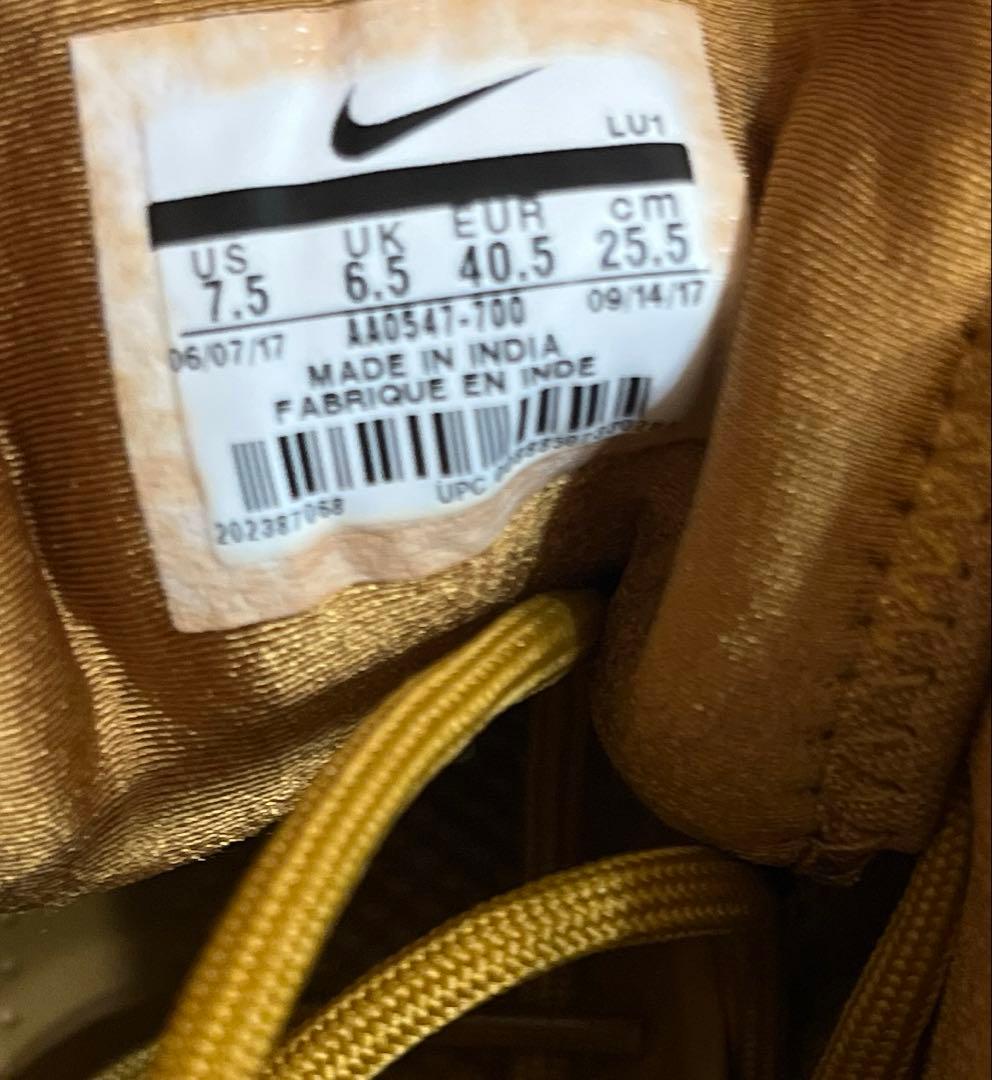 LU1
US UK EUR cm
7.5 6.5 40.5 25.5
06/07/17 AA0547-700 09/14/17
MADE IN INDIA
FABRIQUE EN INDE
202387068 UPC